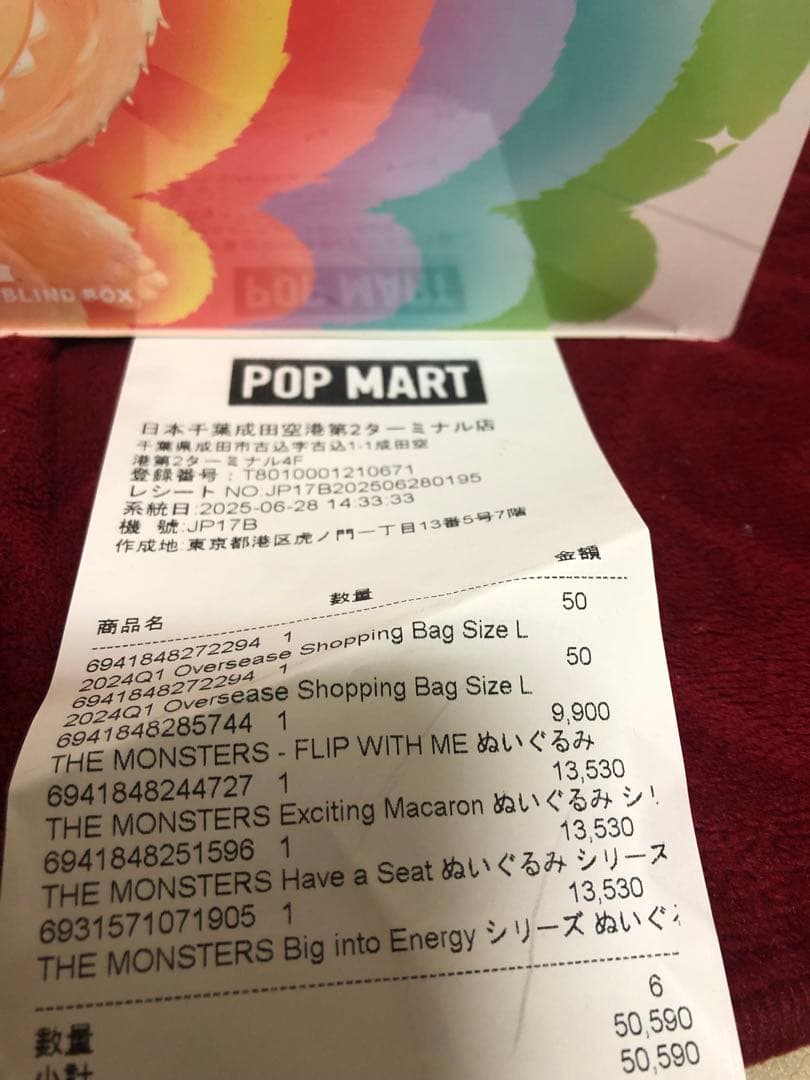 BLIND BOX
POP MART
POP MART
日本千葉成田空港第2ターミナル店
千葉県成田市古込字古込1-1成田空
港第2ターミナル4F
登録番号：T8010001210671
レシート NO:JP17B202506280195
系統日:2025-06-28 14:33:33
機 號:JP17B
作成地:東京都港区虎ノ門一丁目13番5号7階
商品名 数量 金額
6941848272294 1 50
2024Q1 Oversease Shopping Bag Size L
6941848272294 1 50
2024Q1 Oversease Shopping Bag Size L
6941848285744 1 9,900
THE MONSTERS - FLIP WITH ME ぬいぐるみ
6941848244727 1 13,530
THE MONSTERS Exciting Macaron ぬいぐるみ シ
6941848251596 1 13,530
THE MONSTERS Have a Seat ぬいぐるみ シリーズ
6931571071905 1 13,530
THE MONSTERS Big into Energy シリーズ ぬいぐ
数量 6
50,590
小計 50,590